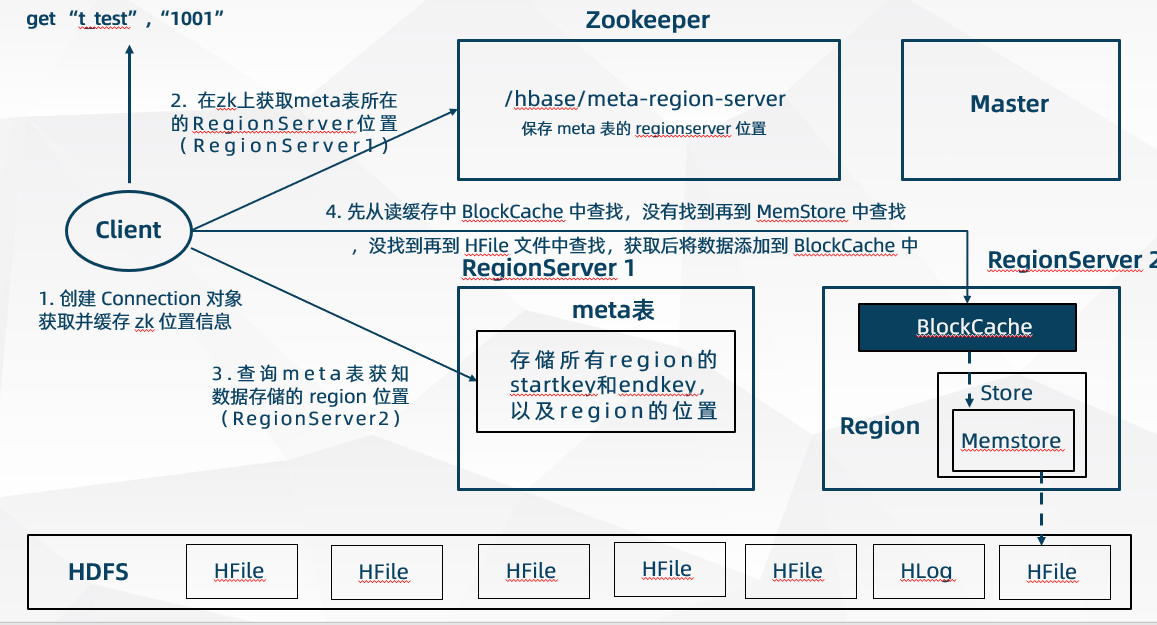 get “t_test”,“1001”
Zookeeper
2. 在zk上获取meta表所在
的RegionServer位置
（RegionServer1）
/hbase/meta-region-server
保存 meta 表的 regionserver 位置
Master
Client
4. 先从读缓存中 BlockCache 中查找，没有找到再到 MemStore 中查找
，没找到再到 HFile 文件中查找，获取后将数据添加到 BlockCache 中
RegionServer 1
RegionServer 2
1. 创建 Connection 对象
获取并缓存 zk 位置信息
meta表
存储所有region的
startkey和endkey，
以及region的位置
3.查询meta表获知
数据存储的 region 位置
（RegionServer2）
BlockCache
Store
Region
Memstore
HDFS
HFile
HFile
HFile
HFile
HFile
HLog
HFile